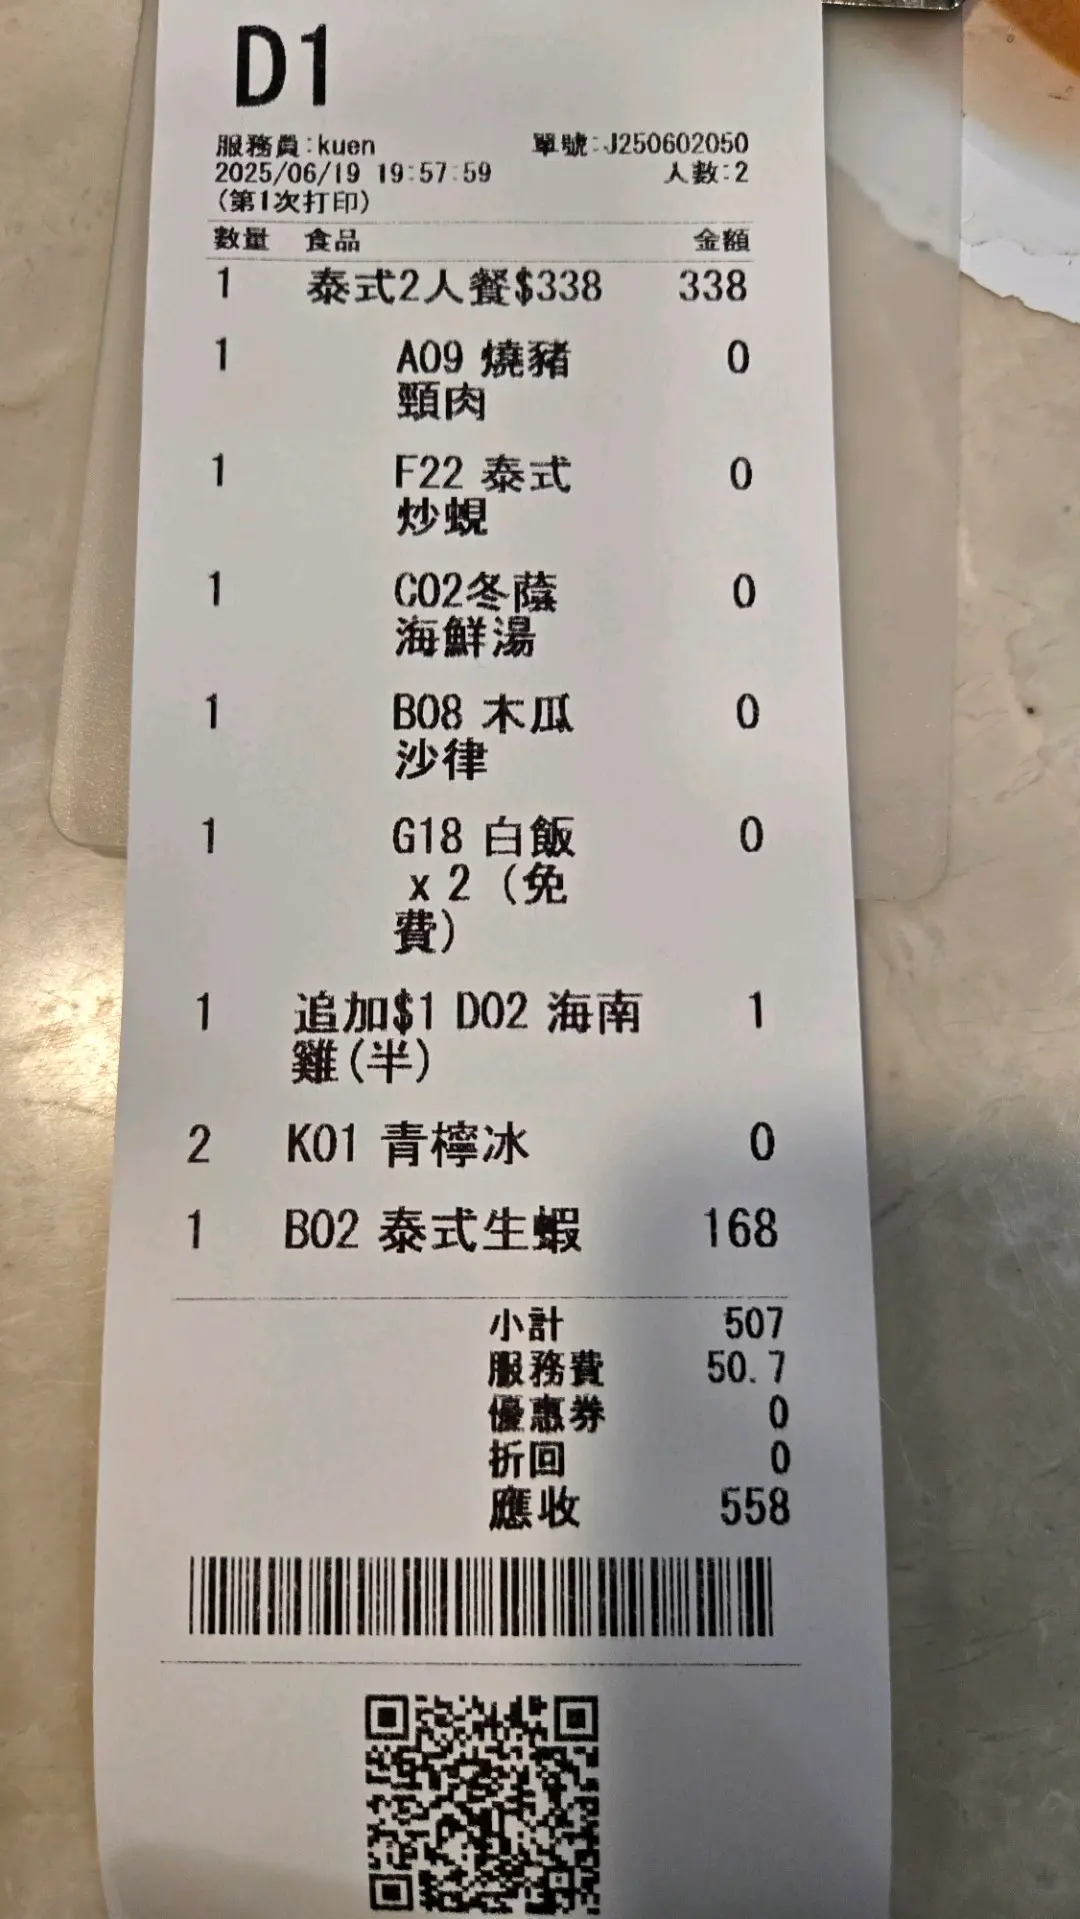 D1
服務員:kuen 單號:J250602050
2025/06/19 19:57:59 人數:2
(第1次打印)
數量 食品 金額
1 泰式2人餐$338 338
1 A09 燒豬 0
頸肉
1 F22 泰式 0
炒蜆
1 C02冬蔭 0
海鮮湯
1 B08 木瓜 0
沙律
1 G18 白飯 0
x 2 (免
費)
1 追加$1 D02 海南 1
雞(半)
2 K01 青檸冰 0
1 B02 泰式生蝦 168
小計 507
服務費 50.7
優惠券 0
折回 0
應收 558